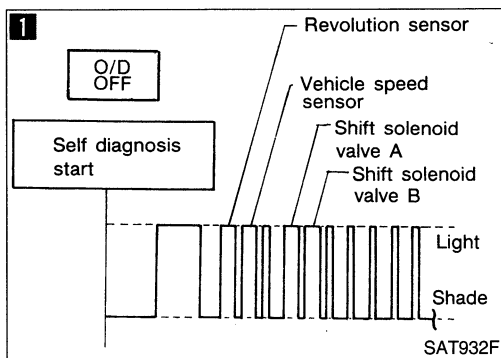 1
Revolution sensor
O/D
OFF
Vehicle speed
sensor
Self diagnosis
start
Shift solenoid
valve A
Shift solenoid
valve B
Light
Shade
SAT932F